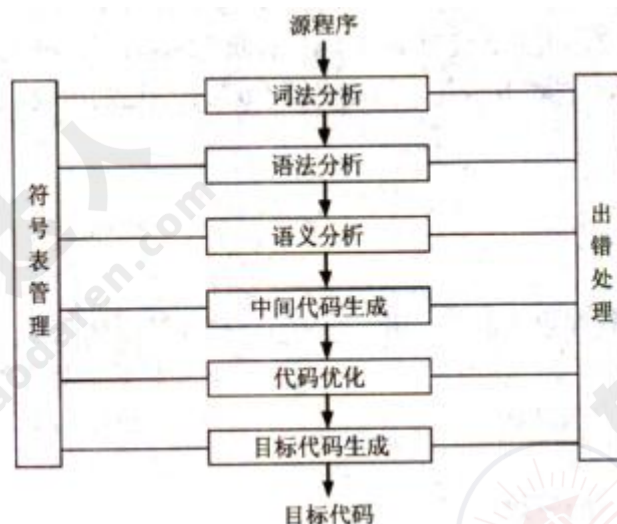 源程序
词法分析
语法分析
语义分析
中间代码生成
代码优化
目标代码生成
目标代码
符号表管理
出错处理